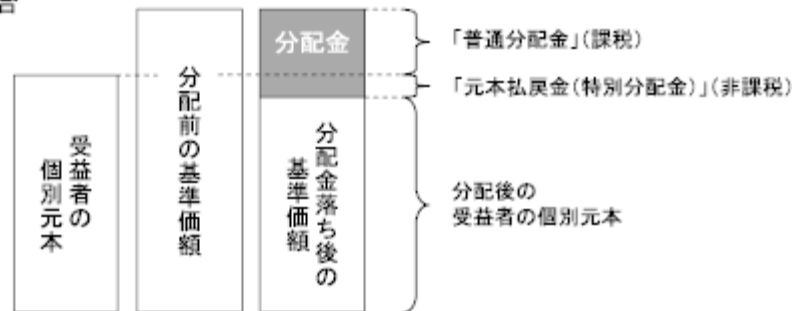 受益者の
個別元本
分配前の基準価額
分配金
分配金落ち後の
基準価額
「普通分配金」(課税)
「元本払戻金(特別分配金)」(非課税)
分配後の
受益者の個別元本